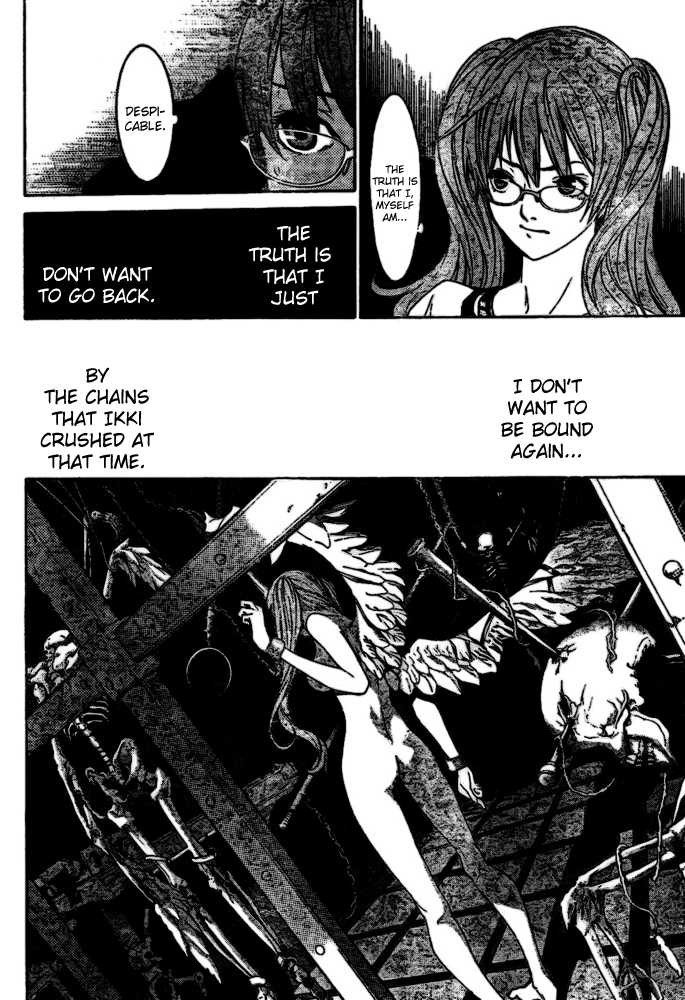 THE
TRUTH IS
THAT I,
MYSELF
AM...
DESPI-
CABLE.
THE
TRUTH IS
THAT I
JUST
DON'T WANT
TO GO BACK.
I DON'T
WANT TO
BE BOUND
AGAIN...
BY
THE CHAINS
THAT IKKI
CRUSHED AT
THAT TIME.